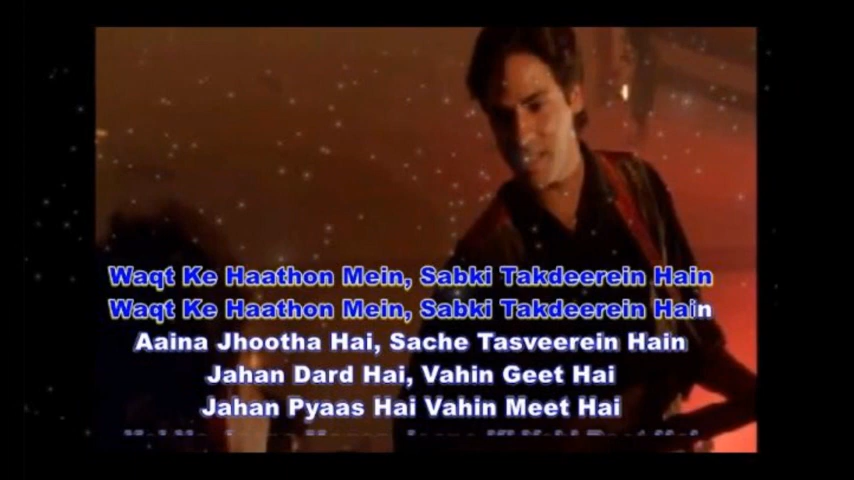 Waqt Ke Haathon Mein, Sabki Takdeerein Hain
Waqt Ke Haathon Mein, Sabki Takdeerein Hain
Aaina Jhootha Hai, Sache Tasveerein Hain
Jahan Dard Hai, Vahin Geet Hai
Jahan Pyaas Hai Vahin Meet Hai